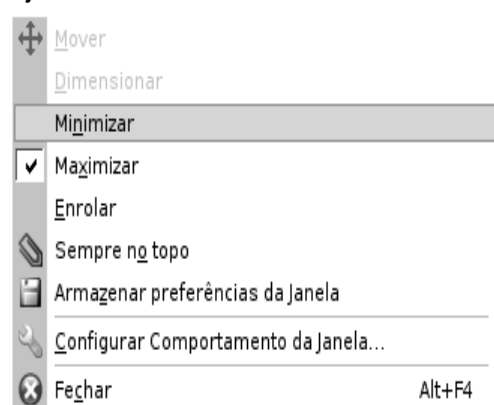 Mover
Dimensionar
Minimizar
Maximizar
Enrolar
Sempre no topo
Armazenar preferências da Janela
Configurar Comportamento da Janela...
Fechar Alt+F4